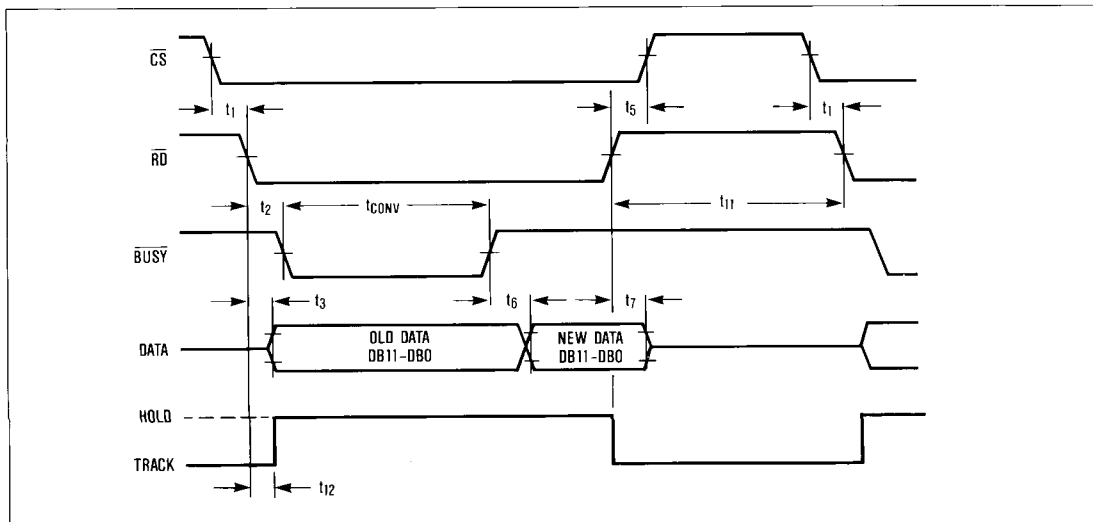 CS
t1
t5
t1
RD
t2
tCONV
t11
BUSY
t3
t6
t7
DATA
OLD DATA
DB11-DB0
NEW DATA
DB11-DB0
HOLD
TRACK
t12